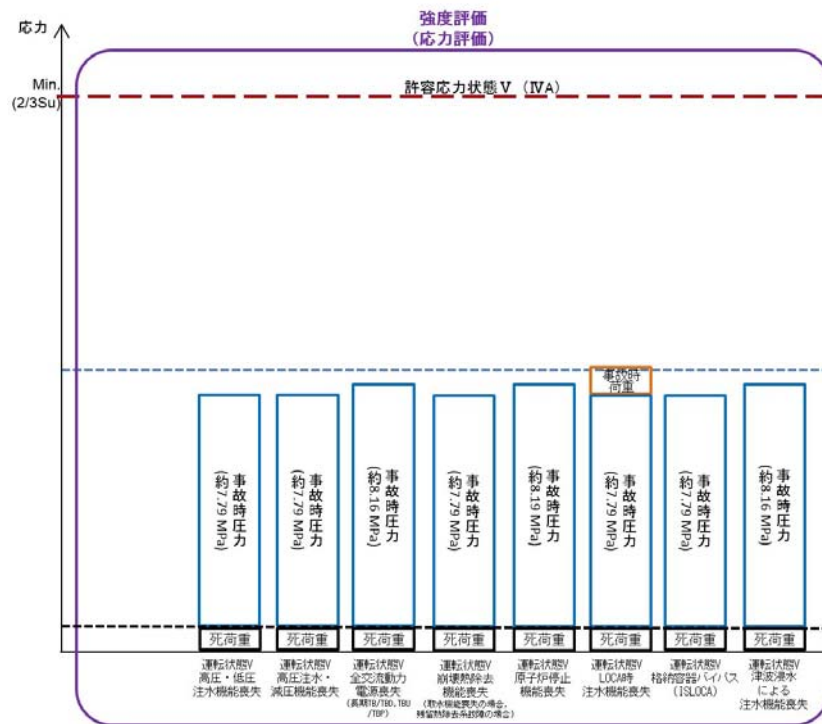 強度評価
(応力評価)
応力
Min.
(2/3Su)
許容応力状態Ⅴ (ⅣA)
事故時
荷重
事故時圧力
(約7.79 MPa)
事故時圧力
(約7.79 MPa)
事故時圧力
(約8.16 MPa)
事故時圧力
(約7.79 MPa)
事故時圧力
(約8.19 MPa)
事故時圧力
(約7.79 MPa)
事故時圧力
(約7.79 MPa)
事故時圧力
(約8.16 MPa)
死荷重
死荷重
死荷重
死荷重
死荷重
死荷重
死荷重
死荷重
運転状態Ⅴ
高圧・低圧
注水機能喪失
運転状態Ⅴ
高圧注水・
減圧機能喪失
運転状態Ⅴ
全交流動力
電源喪失
(長期TB/TBD,TBU
/TBP)
運転状態Ⅴ
崩壊熱除去
機能喪失
(取水機能喪失の場合,
残留熱除去系故障の場合)
運転状態Ⅴ
原子炉停止
機能喪失
運転状態Ⅴ
LOCA時
注水機能喪失
運転状態Ⅴ
格納容器バイパス
(ISLOCA)
運転状態Ⅴ
津波浸水
による
注水機能喪失